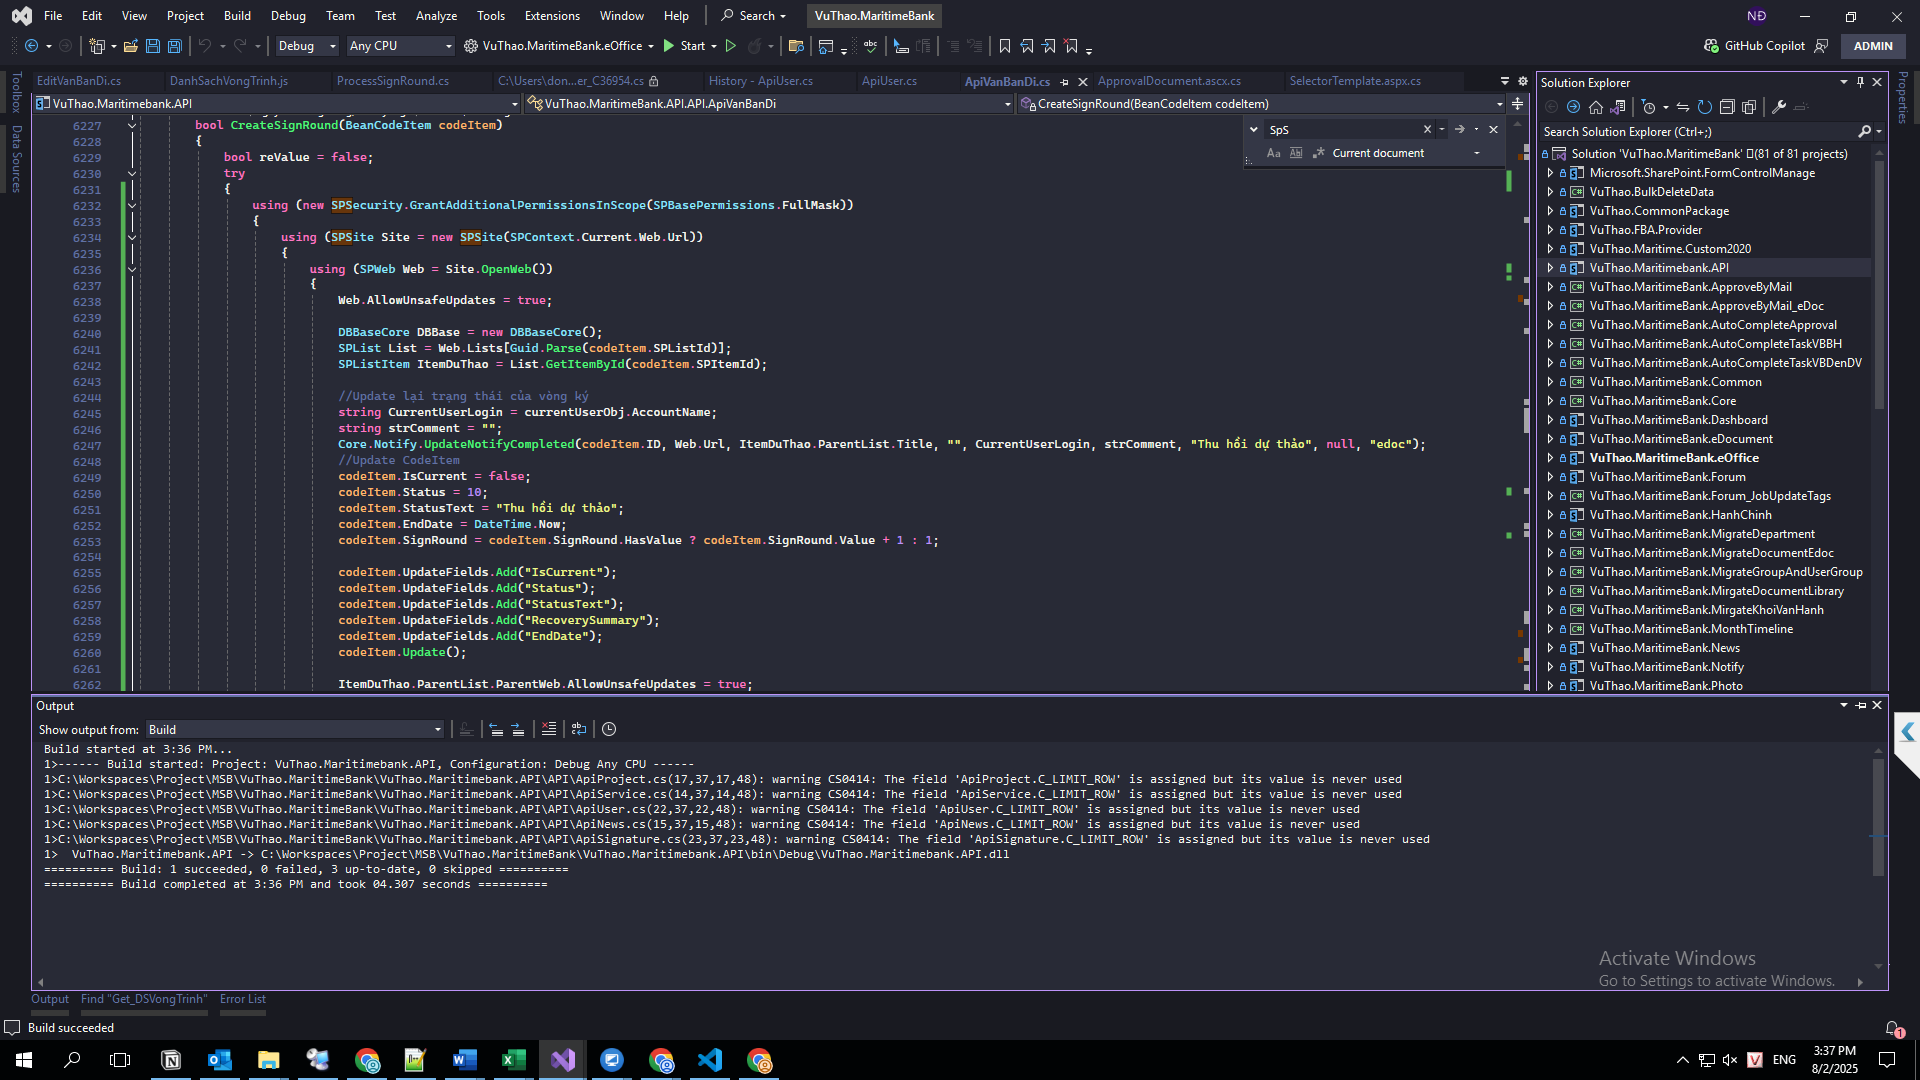 File Edit View Project Build Debug Team Test Analyze Tools Extensions Window Help Search VuThao.MaritimeBank NĐ
Debug Any CPU VuThao.MaritimeBank.eOffice Start GitHub Copilot ADMIN
Toolbox
Data Sources
Properties
EditVanBanDi.cs DanhSachVongTrinh.js ProcessSignRound.cs C:\Users\don...er_C36954.cs History - ApiUser.cs ApiUser.cs ApiVanBanDi.cs ApprovalDocument.ascx.cs SelectorTemplate.aspx.cs
VuThao.Maritimebank.API VuThao.MaritimeBank.API.API.ApiVanBanDi CreateSignRound(BeanCodeItem codeItem)
SpS
Aa Ab Current document
6227 bool CreateSignRound(BeanCodeItem codeItem)
6228 {
6229 bool reValue = false;
6230 try
6231 {
6232 using (new SPSecurity.GrantAdditionalPermissionsInScope(SPBasePermissions.FullMask))
6233 {
6234 using (SPSite Site = new SPSite(SPContext.Current.Web.Url))
6235 {
6236 using (SPWeb Web = Site.OpenWeb())
6237 {
6238 Web.AllowUnsafeUpdates = true;
6239
6240 DBBaseCore DBBase = new DBBaseCore();
6241 SPList List = Web.Lists[Guid.Parse(codeItem.SPListId)];
6242 SPListItem ItemDuThao = List.GetItemById(codeItem.SPItemId);
6243
6244 //Update lại trạng thái của vòng ký
6245 string CurrentUserLogin = currentUserObj.AccountName;
6246 string strComment = "";
6247 Core.Notify.UpdateNotifyCompleted(codeItem.ID, Web.Url, ItemDuThao.ParentList.Title, "", CurrentUserLogin, strComment, "Thu hồi dự thảo", null, "edoc");
6248 //Update CodeItem
6249 codeItem.IsCurrent = false;
6250 codeItem.Status = 10;
6251 codeItem.StatusText = "Thu hồi dự thảo";
6252 codeItem.EndDate = DateTime.Now;
6253 codeItem.SignRound = codeItem.SignRound.HasValue ? codeItem.SignRound.Value + 1 : 1;
6254
6255 codeItem.UpdateFields.Add("IsCurrent");
6256 codeItem.UpdateFields.Add("Status");
6257 codeItem.UpdateFields.Add("StatusText");
6258 codeItem.UpdateFields.Add("RecoverySummary");
6259 codeItem.UpdateFields.Add("EndDate");
6260 codeItem.Update();
6261
6262 ItemDuThao.ParentList.ParentWeb.AllowUnsafeUpdates = true;
Solution Explorer
Search Solution Explorer (Ctrl+;)
Solution 'VuThao.MaritimeBank' (81 of 81 projects)
Microsoft.SharePoint.FormControlManage
VuThao.BulkDeleteData
VuThao.CommonPackage
VuThao.FBA.Provider
VuThao.Maritime.Custom2020
VuThao.Maritimebank.API
VuThao.MaritimeBank.ApproveByMail
VuThao.MaritimeBank.ApproveByMail_eDoc
VuThao.MaritimeBank.AutoCompleteApproval
VuThao.MaritimeBank.AutoCompleteTaskVBBH
VuThao.MaritimeBank.AutoCompleteTaskVBDenDV
VuThao.MaritimeBank.Common
VuThao.MaritimeBank.Core
VuThao.MaritimeBank.Dashboard
VuThao.MaritimeBank.eDocument
VuThao.MaritimeBank.eOffice
VuThao.MaritimeBank.Forum
VuThao.MaritimeBank.Forum_JobUpdateTags
VuThao.MaritimeBank.HanhChinh
VuThao.MaritimeBank.MigrateDepartment
VuThao.MaritimeBank.MigrateDocumentEdoc
VuThao.MaritimeBank.MigrateGroupAndUserGroup
VuThao.MaritimeBank.MirgateDocumentLibrary
VuThao.MaritimeBank.MirgateKhoiVanHanh
VuThao.MaritimeBank.MonthTimeline
VuThao.MaritimeBank.News
VuThao.MaritimeBank.Notify
VuThao.MaritimeBank.Photo
Output
Show output from: Build
Build started at 3:36 PM...
1>------ Build started: Project: VuThao.Maritimebank.API, Configuration: Debug Any CPU ------
1>C:\Workspaces\Project\MSB\VuThao.MaritimeBank\VuThao.Maritimebank.API\API\ApiProject.cs(17,37,17,48): warning CS0414: The field 'ApiProject.C_LIMIT_ROW' is assigned but its value is never used
1>C:\Workspaces\Project\MSB\VuThao.MaritimeBank\VuThao.Maritimebank.API\API\ApiService.cs(14,37,14,48): warning CS0414: The field 'ApiService.C_LIMIT_ROW' is assigned but its value is never used
1>C:\Workspaces\Project\MSB\VuThao.MaritimeBank\VuThao.Maritimebank.API\API\ApiUser.cs(22,37,22,48): warning CS0414: The field 'ApiUser.C_LIMIT_ROW' is assigned but its value is never used
1>C:\Workspaces\Project\MSB\VuThao.MaritimeBank\VuThao.Maritimebank.API\API\ApiNews.cs(15,37,15,48): warning CS0414: The field 'ApiNews.C_LIMIT_ROW' is assigned but its value is never used
1>C:\Workspaces\Project\MSB\VuThao.MaritimeBank\VuThao.Maritimebank.API\API\ApiSignature.cs(23,37,23,48): warning CS0414: The field 'ApiSignature.C_LIMIT_ROW' is assigned but its value is never used
1> VuThao.Maritimebank.API -> C:\Workspaces\Project\MSB\VuThao.MaritimeBank\VuThao.Maritimebank.API\bin\Debug\VuThao.Maritimebank.API.dll
========== Build: 1 succeeded, 0 failed, 3 up-to-date, 0 skipped ==========
========== Build completed at 3:36 PM and took 04.307 seconds ==========
Activate Windows
Go to Settings to activate Windows.
Output Find "Get_DSVongTrinh" Error List
Build succeeded
1
ENG
3:37 PM
8/2/2025